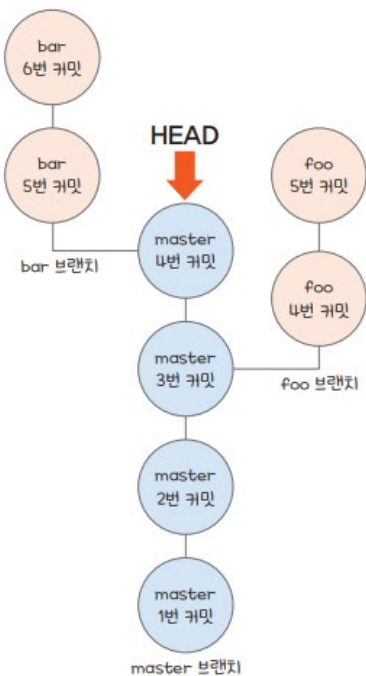 bar
6번 커밋
bar
5번 커밋
bar 브랜치
HEAD
master
4번 커밋
foo
5번 커밋
foo
4번 커밋
foo 브랜치
master
3번 커밋
master
2번 커밋
master
1번 커밋
master 브랜치